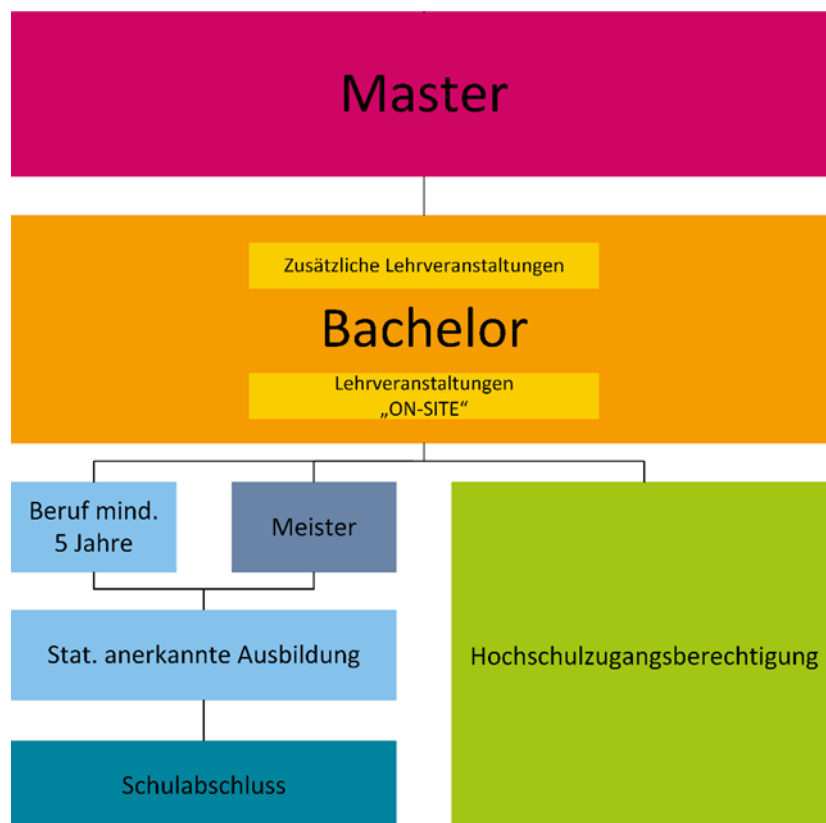 Master
Zusätzliche Lehrveranstaltungen
Bachelor
Lehrveranstaltungen
„ON-SITE“
Beruf mind.
5 Jahre
Meister
Stat. anerkannte Ausbildung
Hochschulzugangsberechtigung
Schulabschluss